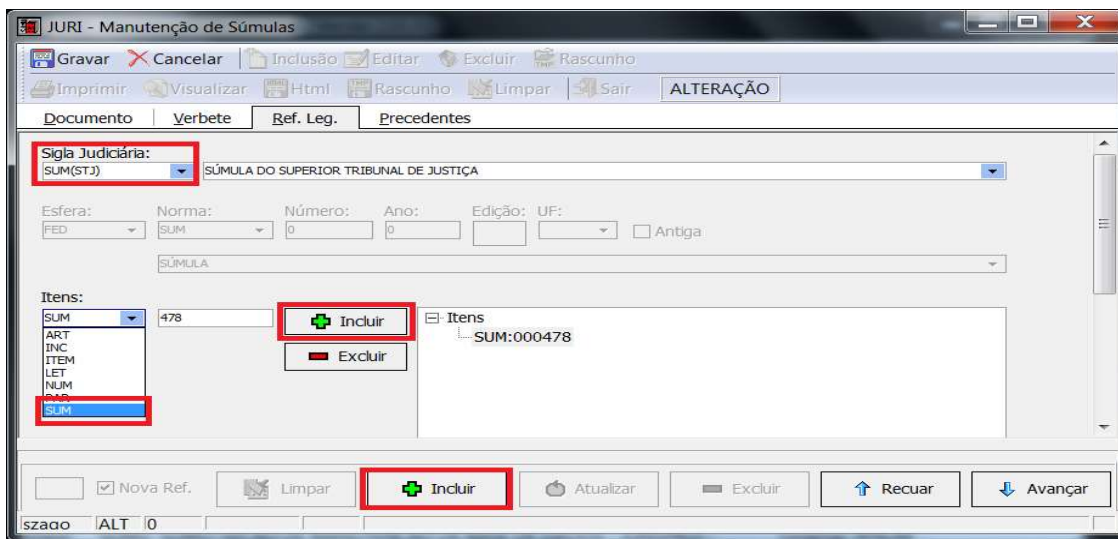 JURI - Manutenção de Súmulas
Gravar Cancelar Inclusão Editar Excluir Rascunho
Imprimir Visualizar Html Rascunho Limpar Sair ALTERAÇÃO
Documento Verbete Ref. Leg. Precedentes
Sigla Judiciária:
SUM(STJ) SÚMULA DO SUPERIOR TRIBUNAL DE JUSTIÇA
Esfera: Norma: Número: Ano: Edição: UF:
FED SUM 0 0 Antiga
SÚMULA
Itens:
SUM 478 Incluir Itens
ART
SUM:000478
INC
ITEM Excluir
LET
NUM
SUM
Nova Ref. Limpar Incluir Atualizar Excluir Recuar Avançar
szago ALT 0